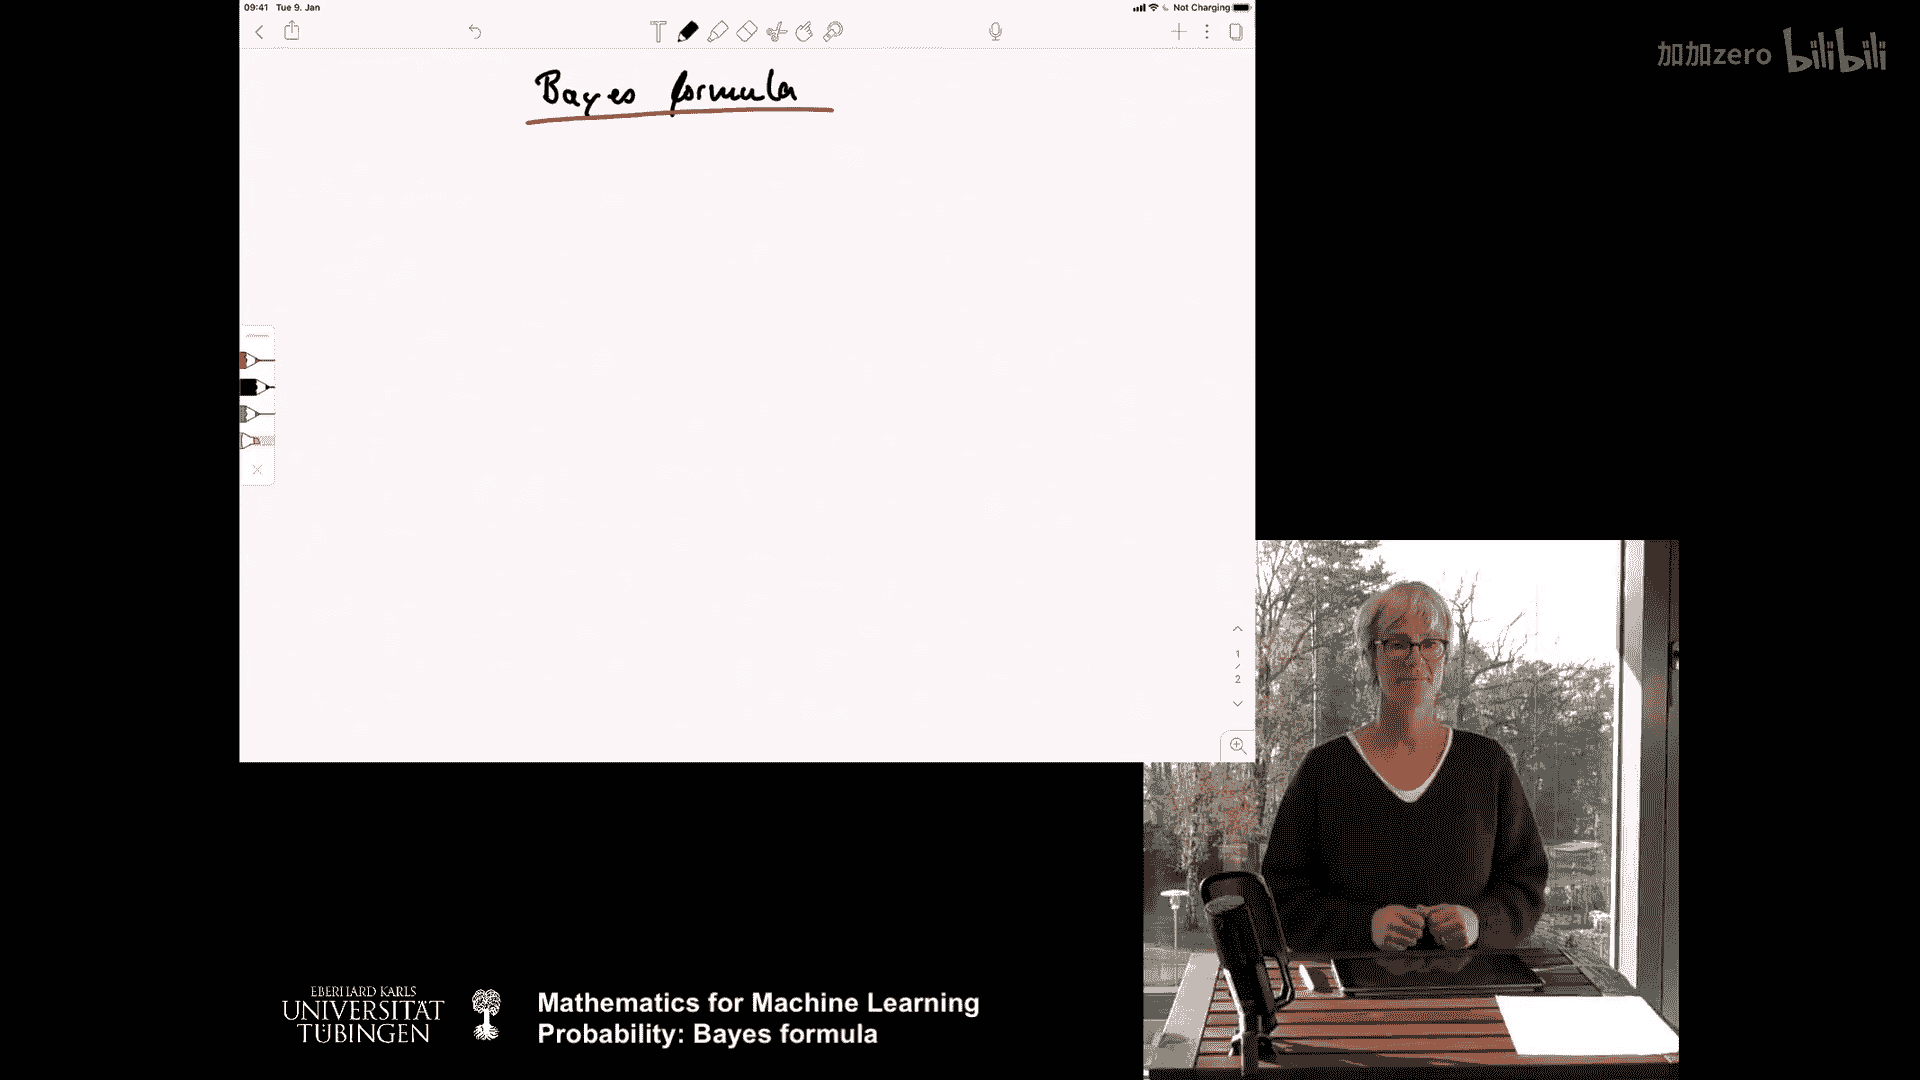 09:41 Tue 9. Jan
Not Charging
加加zero bilibili
T
Bayes formula
1
/
2
EBERHARD KARLS
UNIVERSITÄT
TÜBINGEN
Mathematics for Machine Learning
Probability: Bayes formula